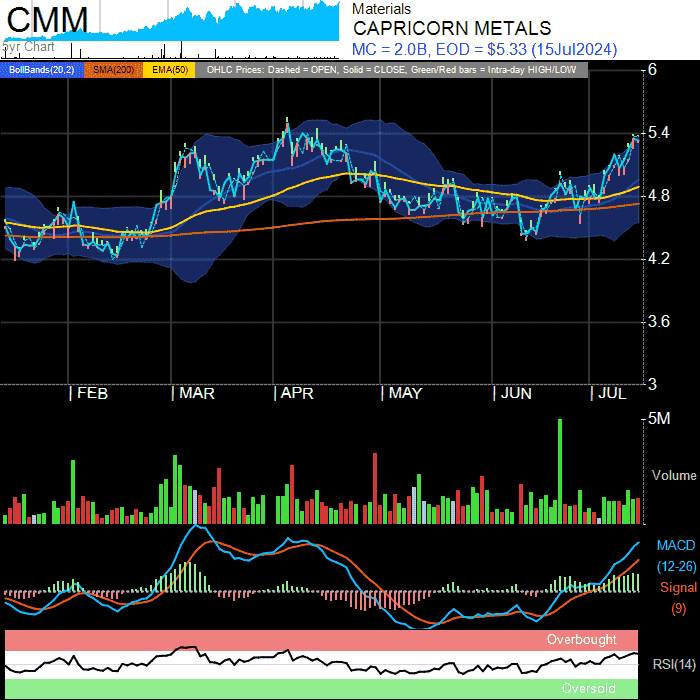 CMM
5yr Chart
Materials
CAPRICORN METALS
MC = 2.0B, EOD = $5.33 (15Jul2024)
BollBands(20,2) SMA(200) EMA(50) OHLC Prices: Dashed = OPEN, Solid = CLOSE, Green/Red bars = Intra-day HIGH/LOW
6
5.4
4.8
4.2
3.6
3
| FEB | MAR | APR | MAY | JUN | JUL
5M
Volume
MACD
(12-26)
Signal
(9)
Overbought
RSI(14)
Oversold